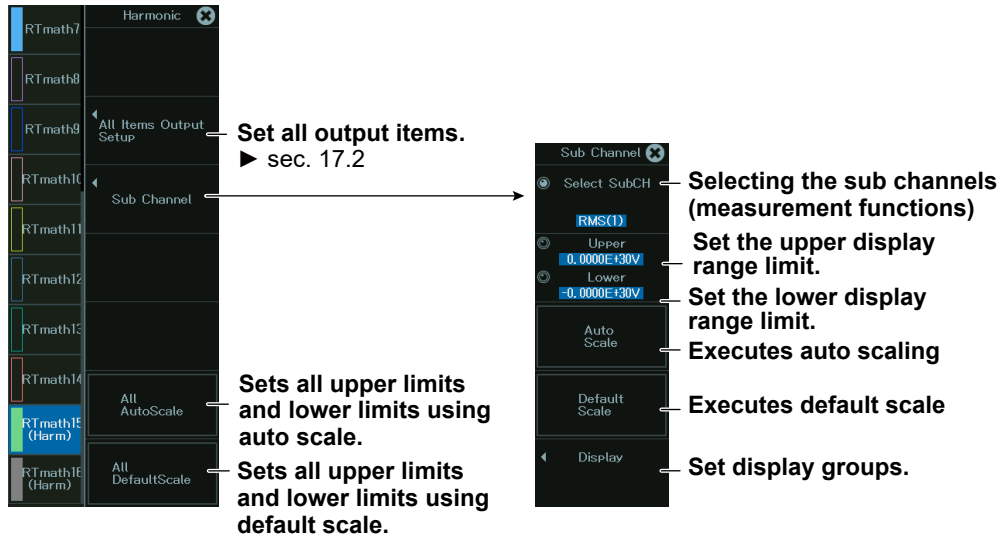 Harmonic
RTmath7
RTmath8
RTmath9
RTmath10
RTmath11
RTmath12
RTmath13
RTmath14
RTmath15
(Harm)
RTmath16
(Harm)
All Items Output
Setup
Sub Channel
All
AutoScale
All
DefaultScale
Set all output items.
► sec. 17.2
Sets all upper limits
and lower limits using
auto scale.
Sets all upper limits
and lower limits using
default scale.
Sub Channel
Select SubCH
RMS(1)
Upper
0.0000E+30V
Lower
-0.0000E+30V
Auto
Scale
Default
Scale
Display
Selecting the sub channels
(measurement functions)
Set the upper display
range limit.
Set the lower display
range limit.
Executes auto scaling
Executes default scale
Set display groups.